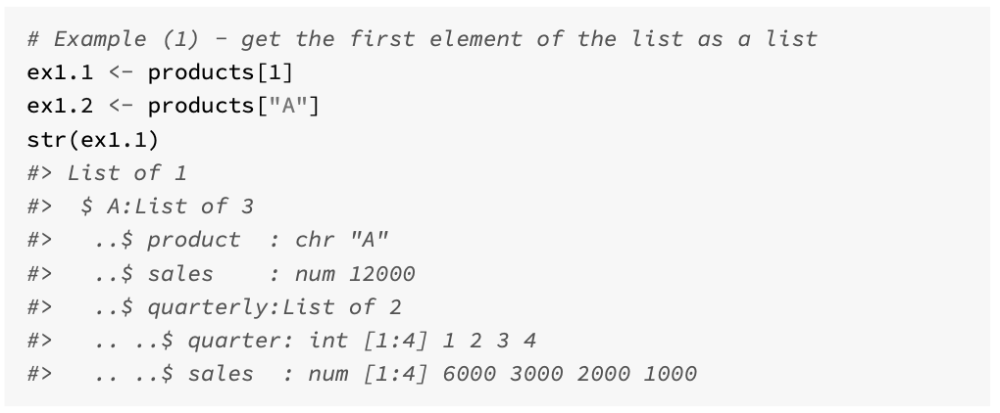 # Example (1) - get the first element of the list as a list
ex1.1 <- products[1]
ex1.2 <- products["A"]
str(ex1.1)
#> List of 1
#>  $ A:List of 3
#>   ..$ product  : chr "A"
#>   ..$ sales    : num 12000
#>   ..$ quarterly:List of 2
#>   .. ..$ quarter: int [1:4] 1 2 3 4
#>   .. ..$ sales  : num [1:4] 6000 3000 2000 1000